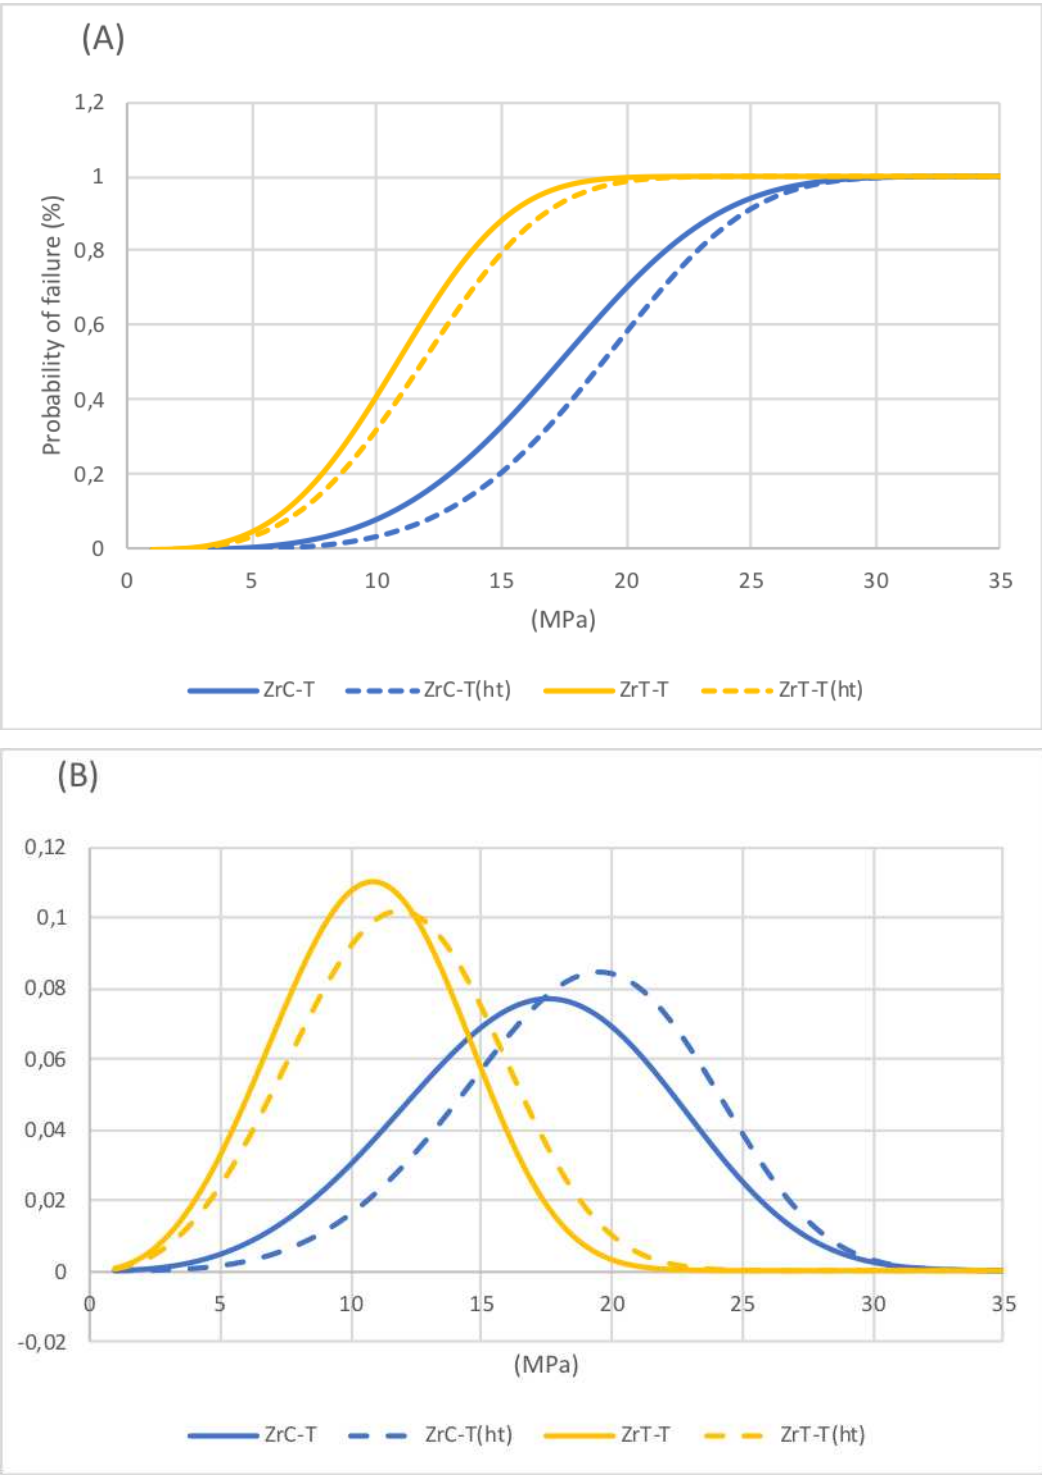 (A)
1,2
1
0,8
0,6
0,4
0,2
0
Probability of failure (%)
0 5 10 15 20 25 30 35
(MPa)
ZrC-T ZrC-T(ht) ZrT-T ZrT-T(ht)
(B)
0,12
0,1
0,08
0,06
0,04
0,02
0
-0,02
0 5 10 15 20 25 30 35
(MPa)
ZrC-T ZrC-T(ht) ZrT-T ZrT-T(ht)